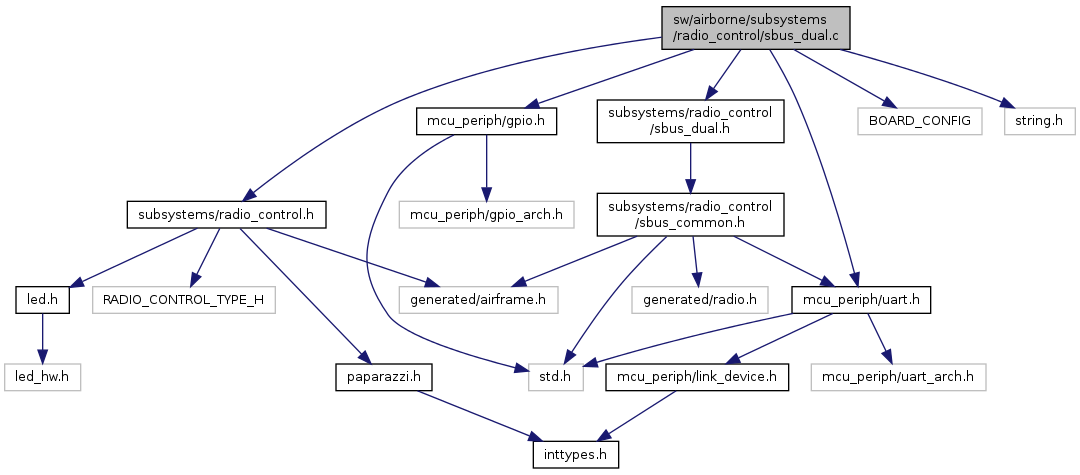 sw/airborne/subsystems
/radio_control/sbus_dual.c
mcu_periph/gpio.h
subsystems/radio_control
/sbus_dual.h
BOARD_CONFIG
string.h
subsystems/radio_control.h
mcu_periph/gpio_arch.h
subsystems/radio_control
/sbus_common.h
led.h
RADIO_CONTROL_TYPE_H
generated/airframe.h
generated/radio.h
mcu_periph/uart.h
led_hw.h
paparazzi.h
std.h
mcu_periph/link_device.h
mcu_periph/uart_arch.h
inttypes.h